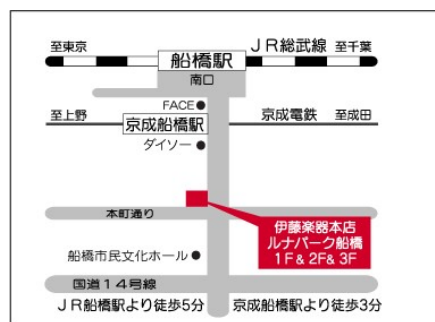 JR総武線
至東京
船橋駅
至千葉
南口
FACE●
至上野
京成船橋駅
京成電鉄
至成田
ダイソー●
本町通り
伊藤楽器本店
ルナパーク船橋
1F&2F&3F
船橋市民文化ホール●
国道14号線
JR船橋駅より徒歩5分
京成船橋駅より徒歩3分